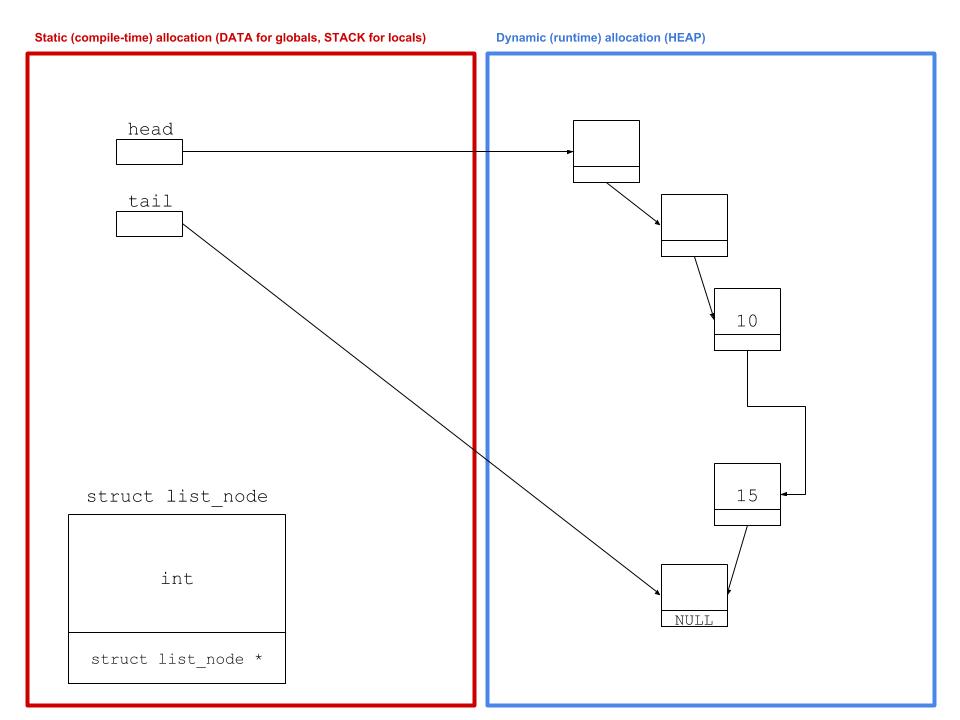 Static (compile-time) allocation (DATA for globals, STACK for locals)
Dynamic (runtime) allocation (HEAP)
head
tail
10
15
NULL
struct list_node
int
struct list_node *